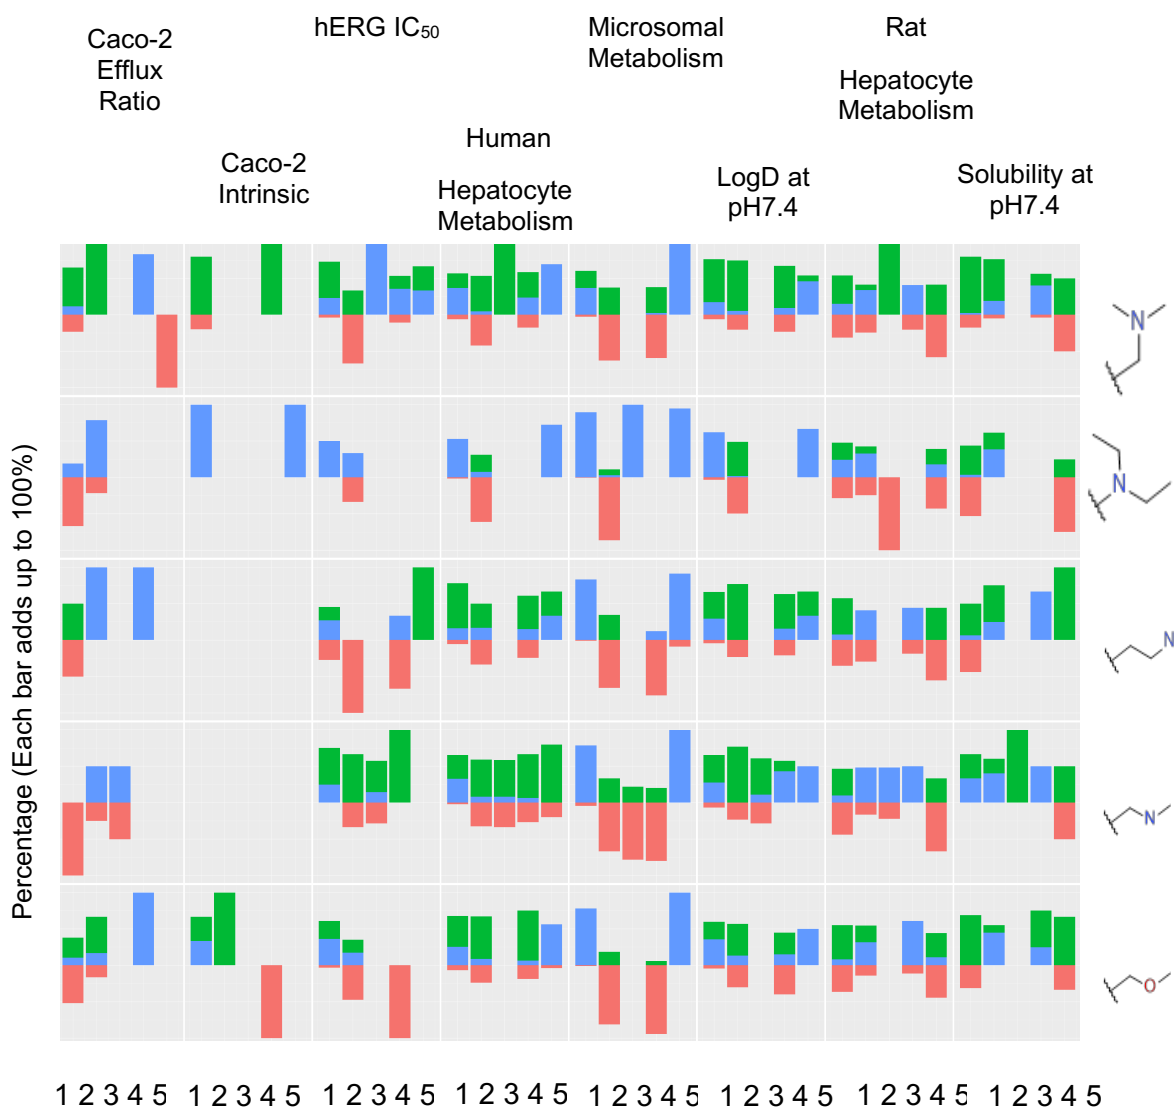 Caco-2
Efflux
Ratio
Caco-2
Intrinsic
hERG IC₅₀
Human
Hepatocyte
Metabolism
Microsomal
Metabolism
LogD at
pH7.4
Rat
Hepatocyte
Metabolism
Solubility at
pH7.4
Percentage (Each bar adds up to 100%)
N
N
N
N
O
1 2 3 4 5 1 2 3 4 5 1 2 3 4 5 1 2 3 4 5 1 2 3 4 5 1 2 3 4 5 1 2 3 4 5 1 2 3 4 5